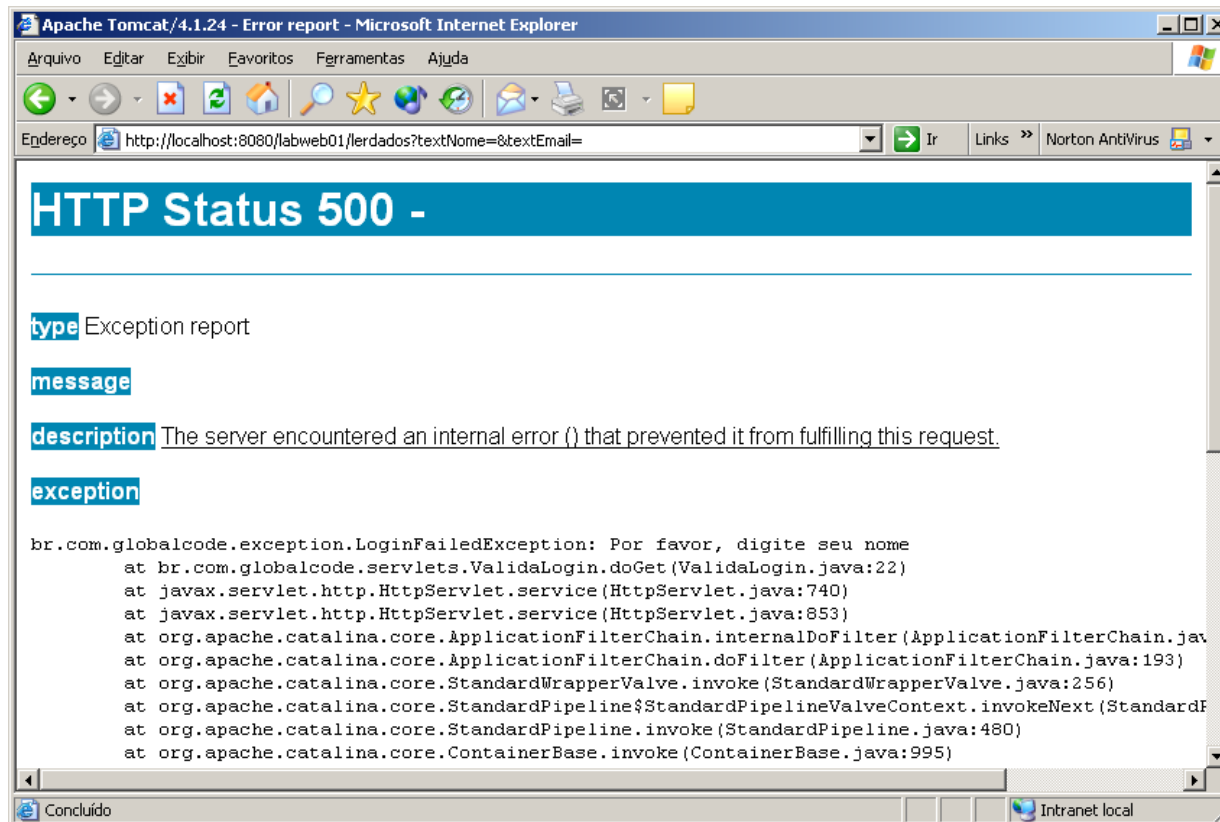 Apache Tomcat/4.1.24 - Error report - Microsoft Internet Explorer
Arquivo Editar Exibir Favoritos Ferramentas Ajuda
Endereço http://localhost:8080/labweb01/lerdados?textNome=&textEmail= Ir Links » Norton AntiVirus
HTTP Status 500 -
type Exception report
message
description The server encountered an internal error () that prevented it from fulfilling this request.
exception
br.com.globalcode.exception.LoginFailedException: Por favor, digite seu nome
at br.com.globalcode.servlets.ValidaLogin.doGet(ValidaLogin.java:22)
at javax.servlet.http.HttpServlet.service(HttpServlet.java:740)
at javax.servlet.http.HttpServlet.service(HttpServlet.java:853)
at org.apache.catalina.core.ApplicationFilterChain.internalDoFilter(ApplicationFilterChain.jav
at org.apache.catalina.core.ApplicationFilterChain.doFilter(ApplicationFilterChain.java:193)
at org.apache.catalina.core.StandardWrapperValve.invoke(StandardWrapperValve.java:256)
at org.apache.catalina.core.StandardPipeline$StandardPipelineValveContext.invokeNext(StandardP
at org.apache.catalina.core.StandardPipeline.invoke(StandardPipeline.java:480)
at org.apache.catalina.core.ContainerBase.invoke(ContainerBase.java:995)
Concluído Intranet local